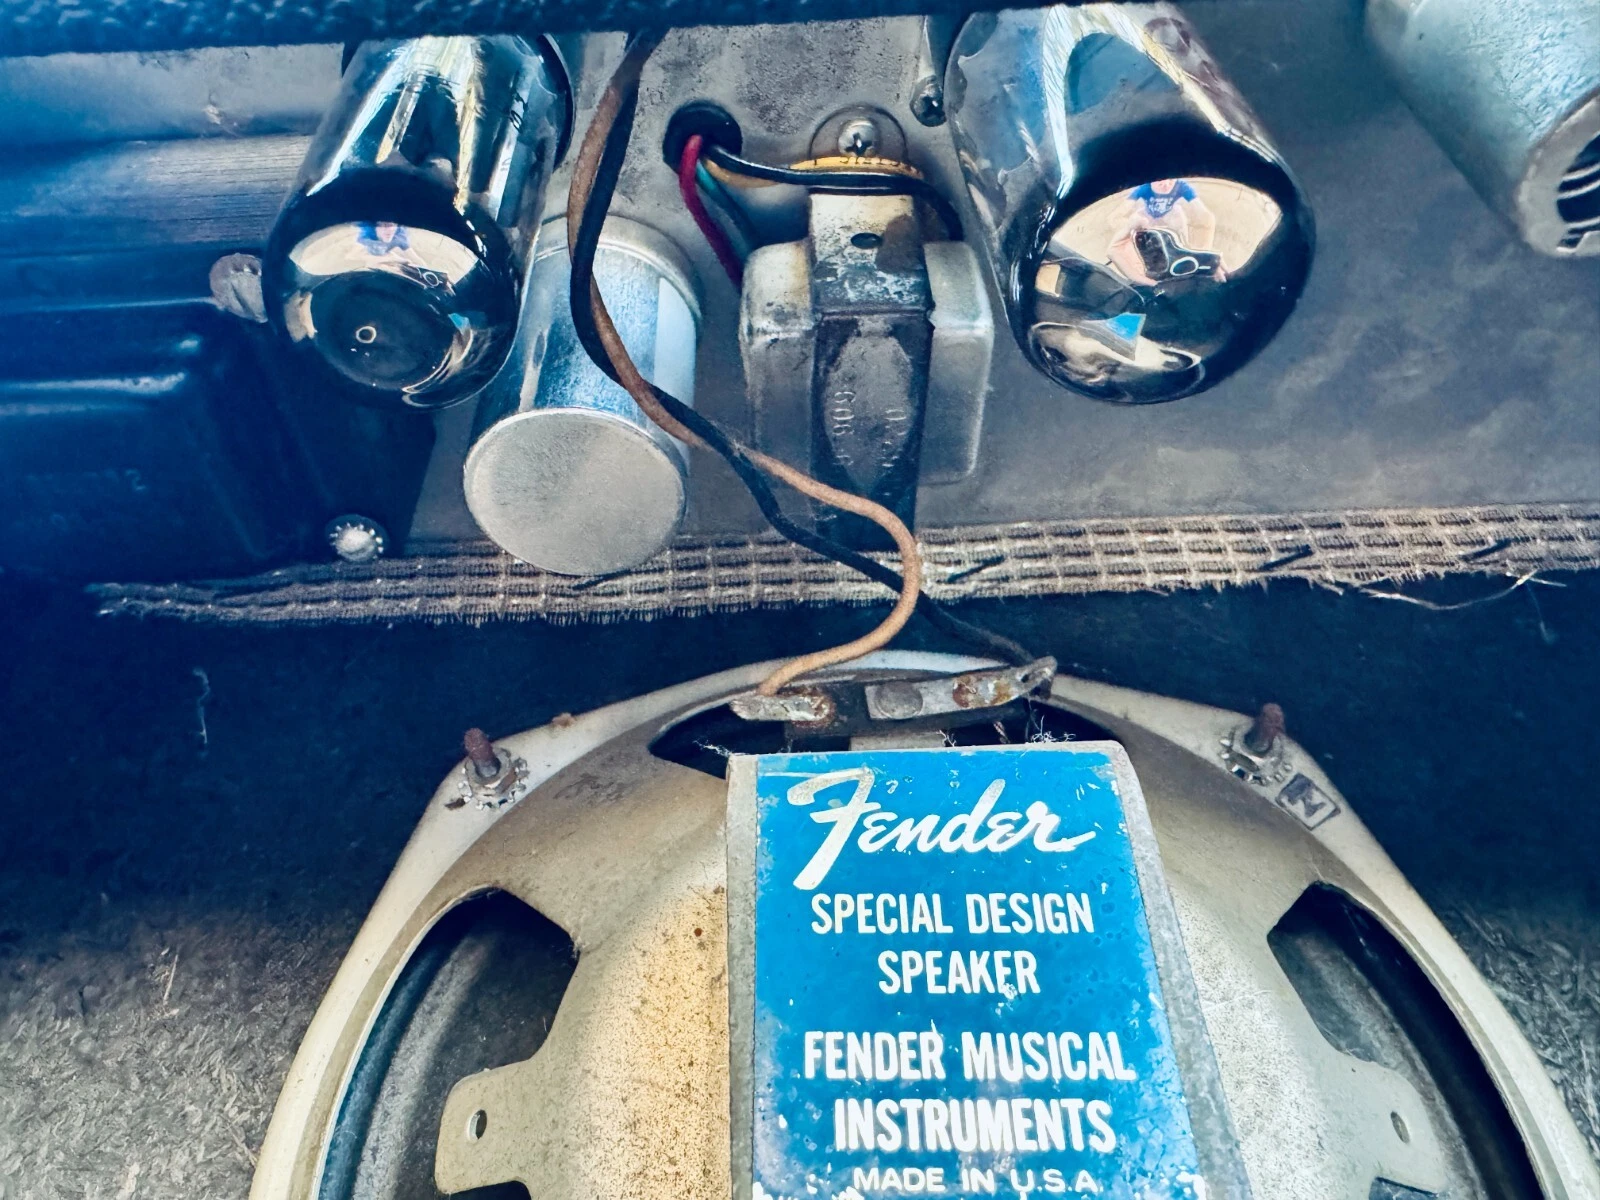 Fender
SPECIAL DESIGN
SPEAKER
FENDER MUSICAL
INSTRUMENTS
MADE IN U.S.A.